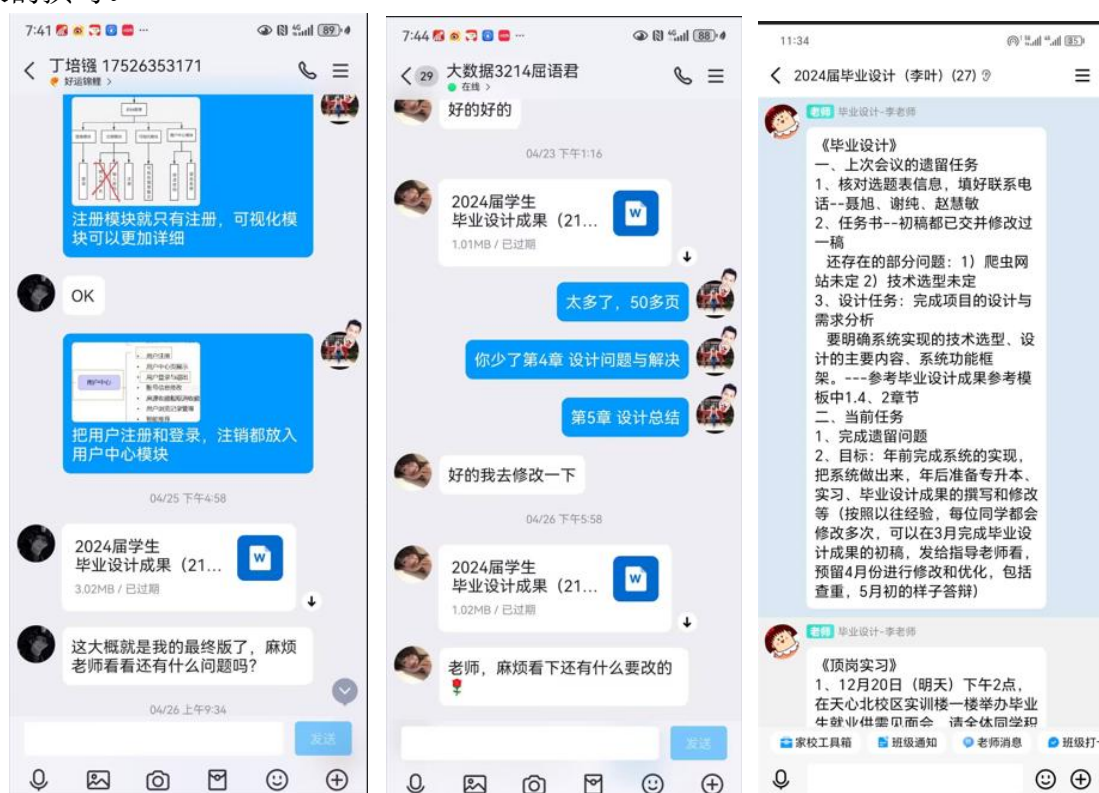 7:41
89
丁培镪 17526353171
好运锦鲤 >
注册模块就只有注册，可视化模
块可以更加详细
OK
用户中心
把用户注册和登录，注销都放入
用户中心模块
04/25 下午4:58
2024届学生
毕业设计成果（21...
3.02MB / 已过期
这大概就是我的最终版了，麻烦
老师看看还有什么问题吗?
04/26 上午9:34
发送
7:44
88
29
大数据3214屈语君
在线 >
好的好的
04/23 下午1:16
2024届学生
毕业设计成果（21...
1.01MB / 已过期
太多了，50多页
你少了第4章 设计问题与解决
第5章 设计总结
好的我去修改一下
04/26 下午5:58
2024届学生
毕业设计成果（21...
1.02MB / 已过期
老师，麻烦看下还有什么要改的
发送
11:34
85
2024届毕业设计（李叶）(27)
老师 毕业设计-李老师
《毕业设计》
一、上次会议的遗留任务
1、核对选题表信息，填好联系电
话--聂旭、谢纯、赵慧敏
2、任务书--初稿都已交并修改过
一稿
还存在的部分问题：1）爬虫网
站未定 2）技术选型未定
3、设计任务：完成项目的设计与
需求分析
要明确系统实现的技术选型、设
计的主要内容、系统功能框
架。---参考毕业设计成果参考模
板中1.4、2章节
二、当前任务
1、完成遗留问题
2、目标：年前完成系统的实现，
把系统做出来，年后准备专升本、
实习、毕业设计成果的撰写和修改
等（按照以往经验，每位同学都会
修改多次，可以在3月完成毕业设
计成果的初稿，发给指导老师看，
预留4月份进行修改和优化，包括
查重，5月初的样子答辩）
老师 毕业设计-李老师
《顶岗实习》
1、12月20日（明天）下午2点，
在天心北校区实训楼一楼举办毕业
生就业供需见面会，请全体同学积
家校工具箱 班级通知 老师消息 班级打